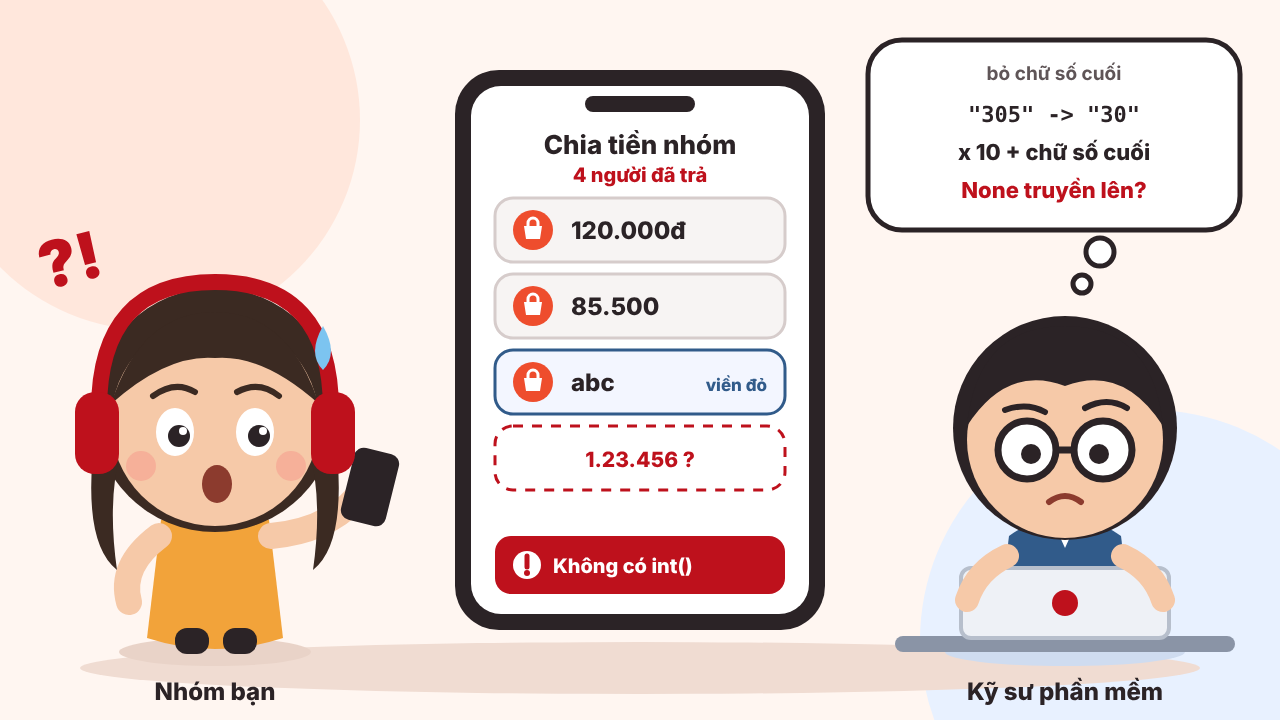 ?!
Nhóm bạn
Chia tiền nhóm
4 người đã trả
120.000đ
85.500
abc viền đỏ
1.23.456 ?
Không có int()
bỏ chữ số cuối
"305" -> "30"
x 10 + chữ số cuối
None truyền lên?
Kỹ sư phần mềm